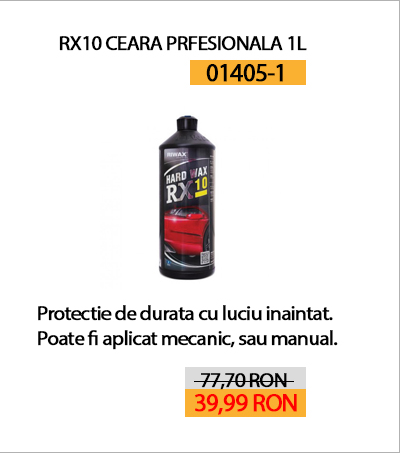 RX10 CEARA PRFESIONALA 1L
01405-1
RIWAX
HARD WAX
RX 10
Protectie de durata cu luciu inaintat.
Poate fi aplicat mecanic, sau manual.
77,70 RON
39,99 RON